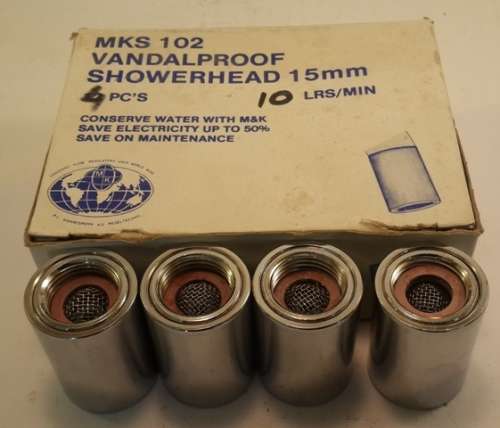 MKS 102
VANDALPROOF
SHOWERHEAD 15mm
4 PC'S 10 LRS/MIN
CONSERVE WATER WITH M&K
SAVE ELECTRICITY UP TO 50%
SAVE ON MAINTENANCE
M
K